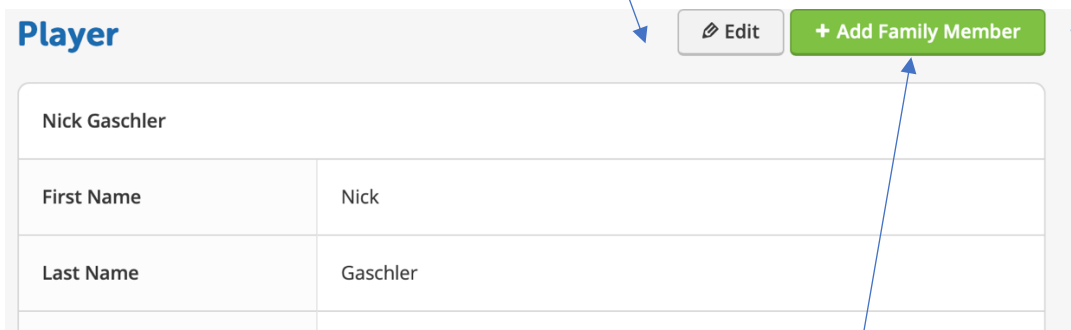 Player
Edit
+ Add Family Member
Nick Gaschler
First Name Nick
Last Name Gaschler